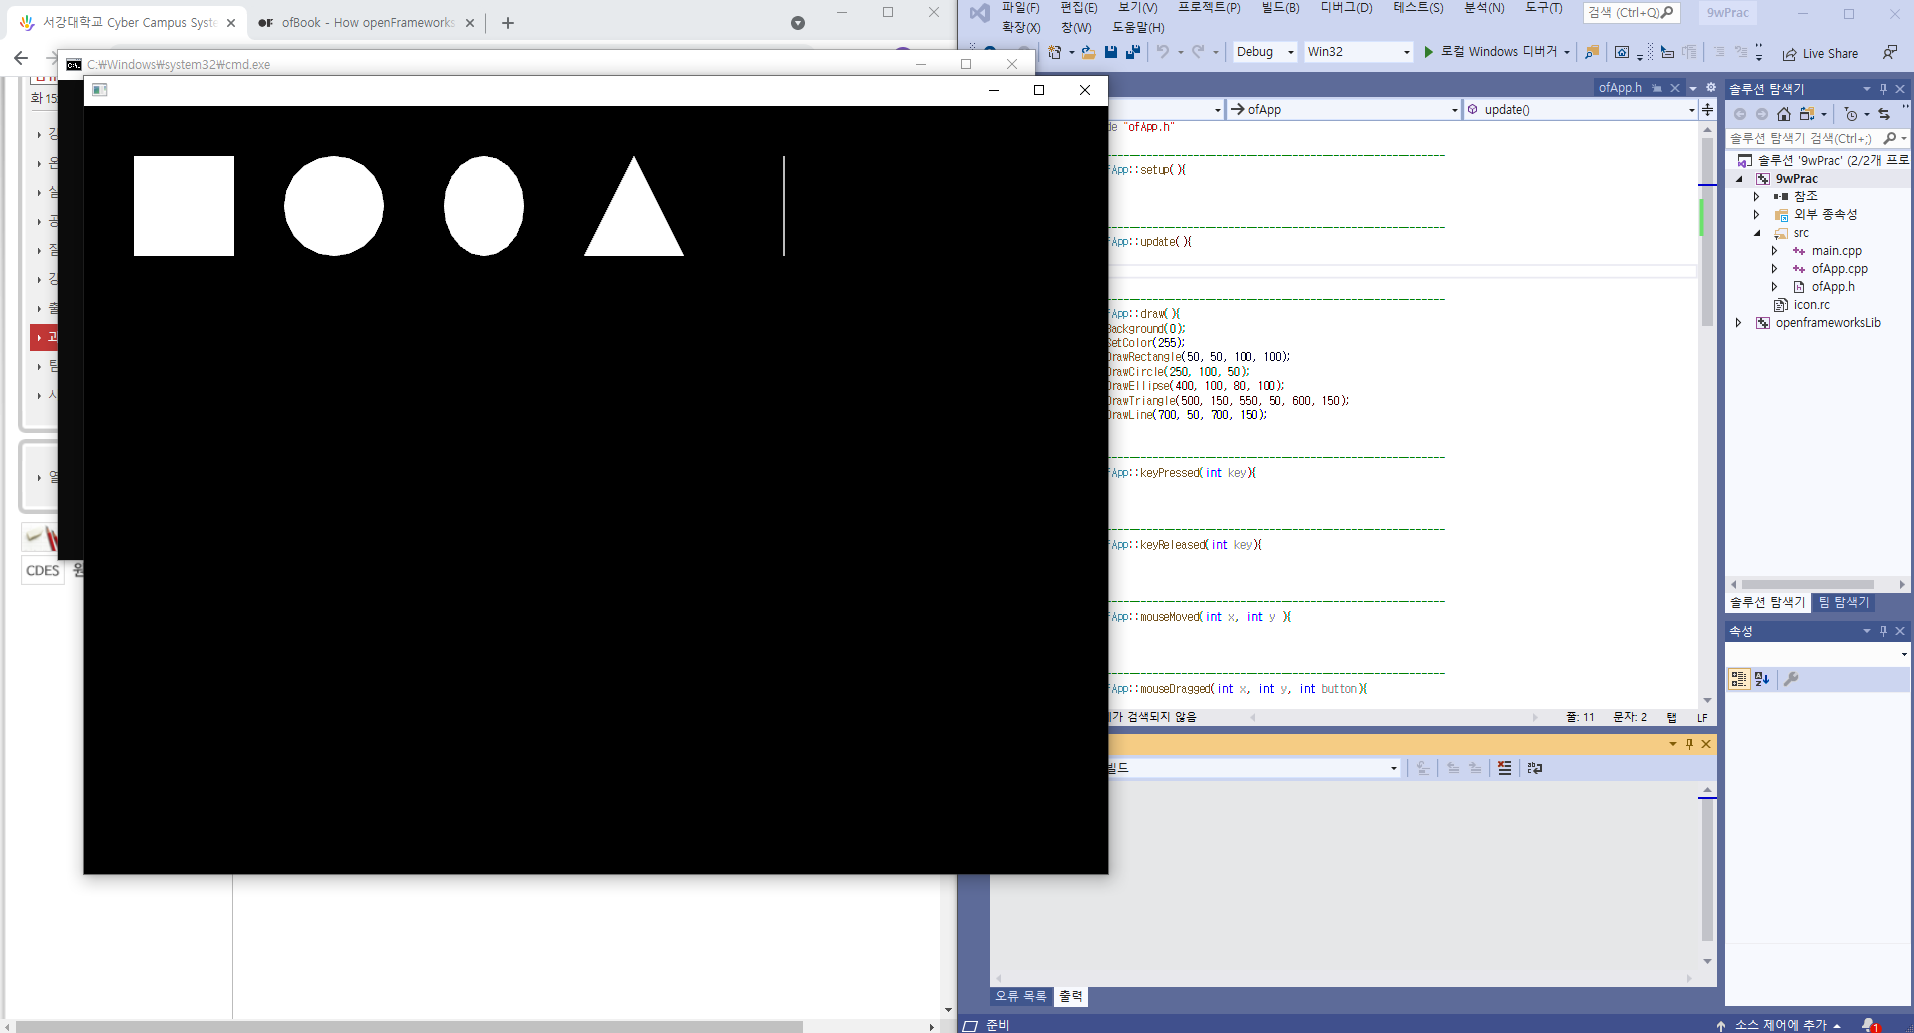 서강대학교 Cyber Campus Syste
ofBook - How openFrameworks
C:\Windows\system32\cmd.exe
화 15
CDES
파일(F) 편집(E) 보기(V) 프로젝트(P) 빌드(B) 디버그(D) 테스트(S) 분석(N) 도구(T) 검색 (Ctrl+Q) 9wPrac
확장(X) 창(W) 도움말(H)
Debug Win32 로컬 Windows 디버거 Live Share
ofApp.h
ofApp update()
de "ofApp.h"
fApp::setup(){
fApp::update(){
fApp::draw(){
Background(0);
SetColor(255);
DrawRectangle(50, 50, 100, 100);
DrawCircle(250, 100, 50);
DrawEllipse(400, 100, 80, 100);
DrawTriangle(500, 150, 550, 50, 600, 150);
DrawLine(700, 50, 700, 150);
fApp::keyPressed(int key){
fApp::keyReleased(int key){
fApp::mouseMoved(int x, int y ){
fApp::mouseDragged(int x, int y, int button){
가 검색되지 않음 줄: 11 문자: 2 탭 LF
빌드
오류 목록 출력
준비
소스 제어에 추가 1
솔루션 탐색기
솔루션 탐색기 검색(Ctrl+;)
솔루션 '9wPrac' (2/2개 프로
9wPrac
참조
외부 종속성
src
main.cpp
ofApp.cpp
ofApp.h
icon.rc
openframeworksLib
솔루션 탐색기 팀 탐색기
속성